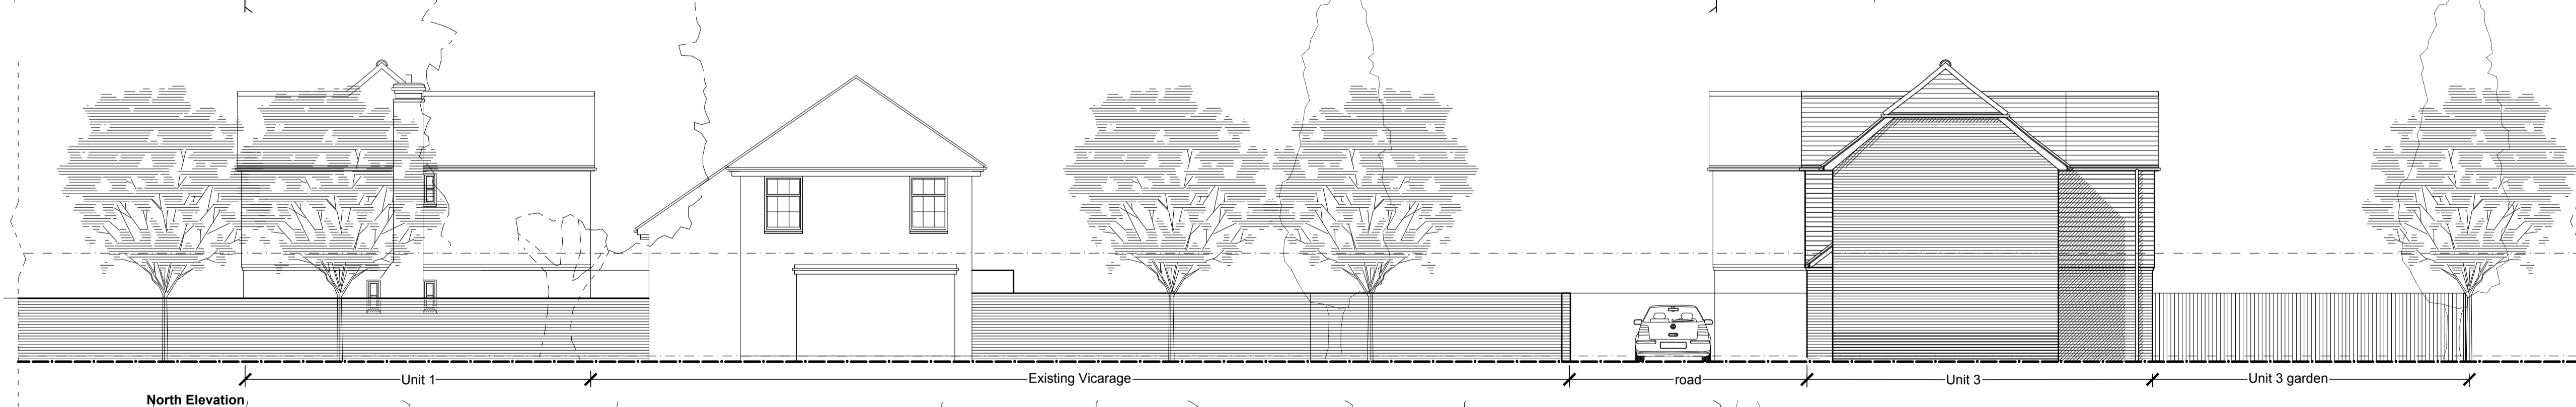 Unit 1
Existing Vicarage
road
Unit 3
Unit 3 garden
North Elevation